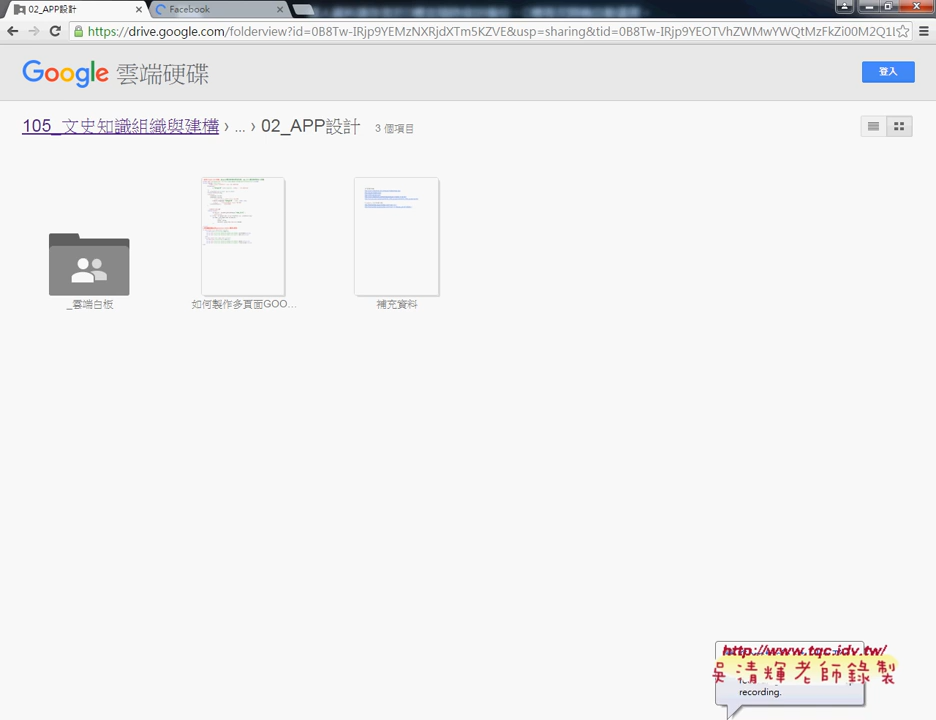 02_APP設計
Facebook
https://drive.google.com/folderview?id=0B8Tw-IRjp9YEMzNXRjdXTm5KZVE&usp=sharing&tid=0B8Tw-IRjp9YEOTVhZWMwYWQtMzFkZi00M2Q1l
Google 雲端硬碟
登入
105_文史知識組織與建構 › ... › 02_APP設計 3 個項目
_雲端白板
如何製作多頁面GOO...
補充資料
http://www.tqc.idv.tw/
吳清輝老師錄製
recording.